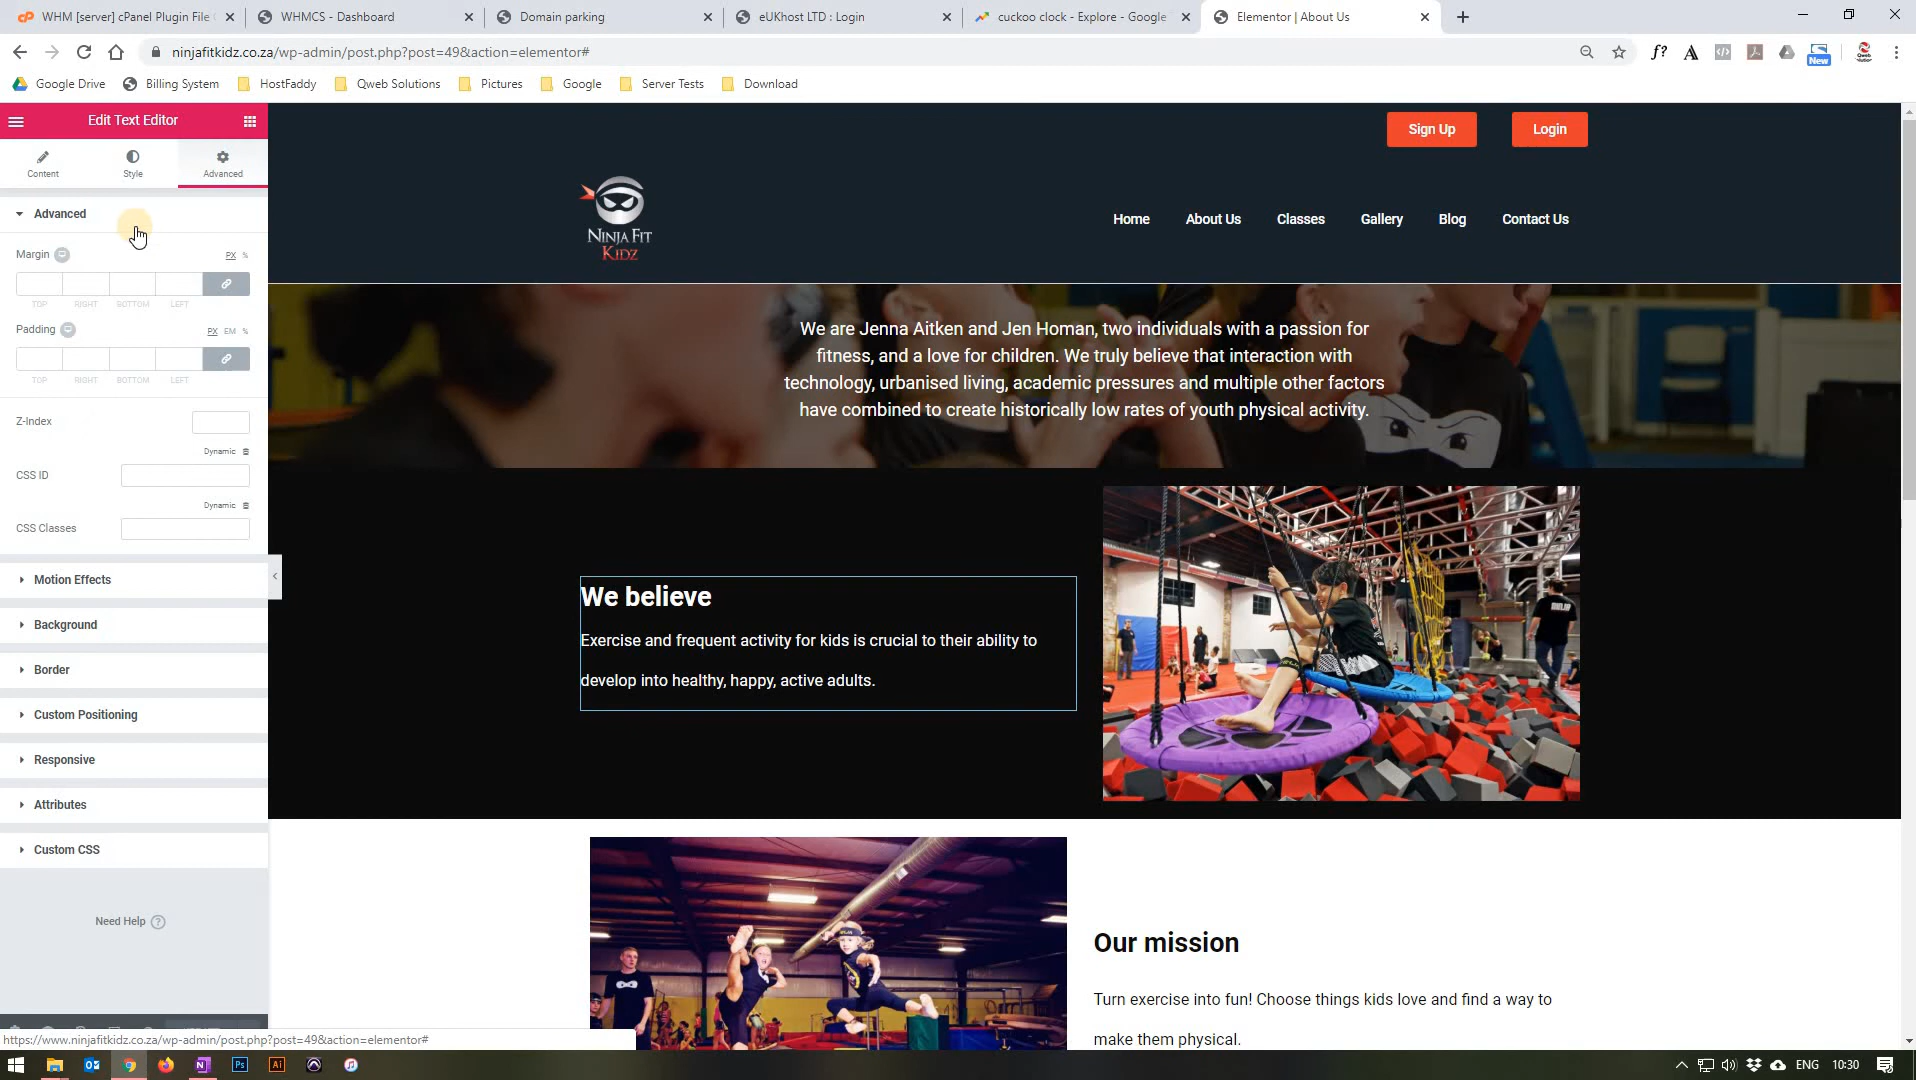 WHM [server] cPanel Plugin File
WHMCS - Dashboard
Domain parking
eUKhost LTD : Login
cuckoo clock - Explore - Google
Elementor | About Us
ninjafitkidz.co.za/wp-admin/post.php?post=49&action=elementor#
New
Google Drive
Billing System
HostFaddy
Qweb Solutions
Pictures
Google
Server Tests
Download
Edit Text Editor
Content
Style
Advanced
Advanced
Margin
PX %
TOP RIGHT BOTTOM LEFT
Padding
PX EM %
TOP RIGHT BOTTOM LEFT
Z-Index
Dynamic
CSS ID
Dynamic
CSS Classes
Motion Effects
Background
Border
Custom Positioning
Responsive
Attributes
Custom CSS
Need Help
https://www.ninjafitkidz.co.za/wp-admin/post.php?post=49&action=elementor#
Sign Up
Login
NINJA FIT
KIDZ
Home
About Us
Classes
Gallery
Blog
Contact Us
We are Jenna Aitken and Jen Homan, two individuals with a passion for
fitness, and a love for children. We truly believe that interaction with
technology, urbanised living, academic pressures and multiple other factors
have combined to create historically low rates of youth physical activity.
We believe
Exercise and frequent activity for kids is crucial to their ability to
develop into healthy, happy, active adults.
Our mission
Turn exercise into fun! Choose things kids love and find a way to
make them physical.
ENG
10:30